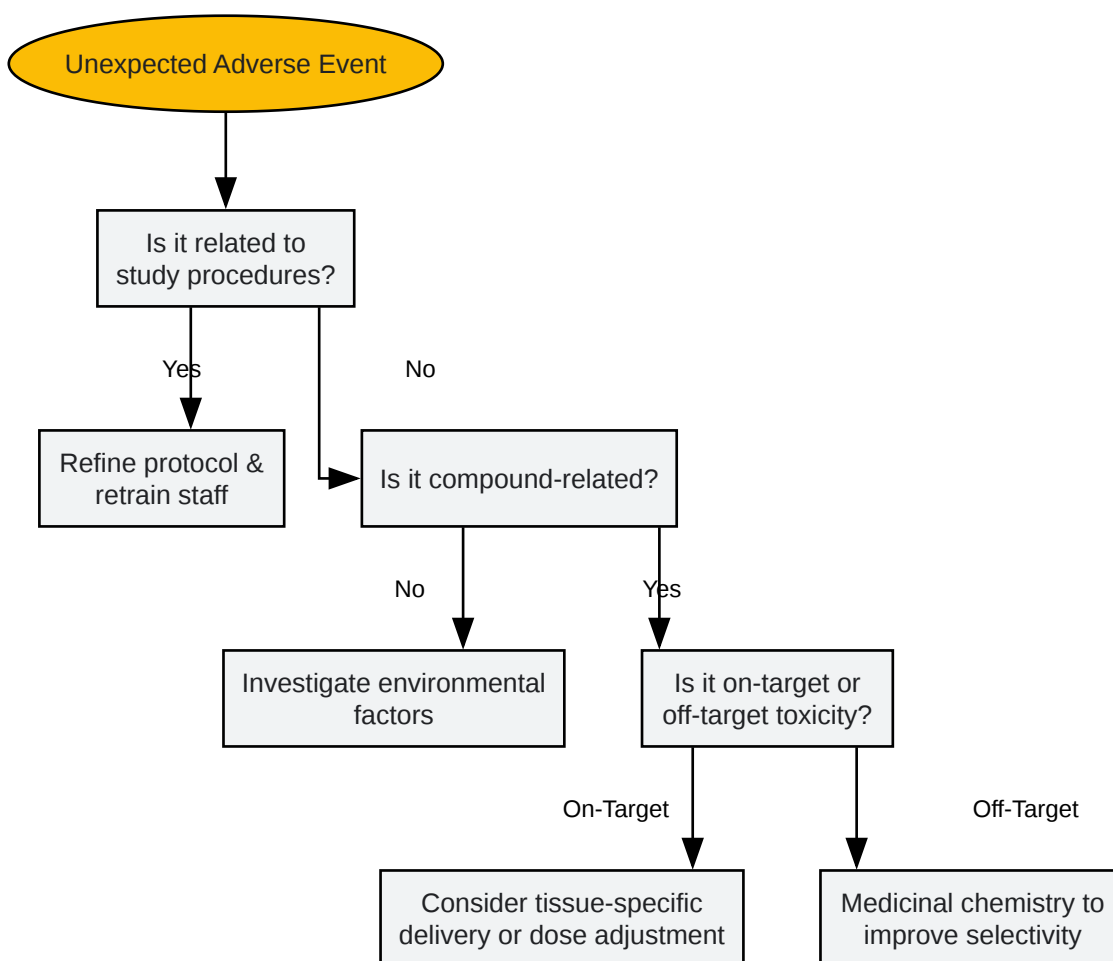 Unexpected Adverse Event
Is it related to
study procedures?
Yes
No
Refine protocol &
retrain staff
Is it compound-related?
No
Yes
Investigate environmental
factors
Is it on-target or
off-target toxicity?
On-Target
Off-Target
Consider tissue-specific
delivery or dose adjustment
Medicinal chemistry to
improve selectivity